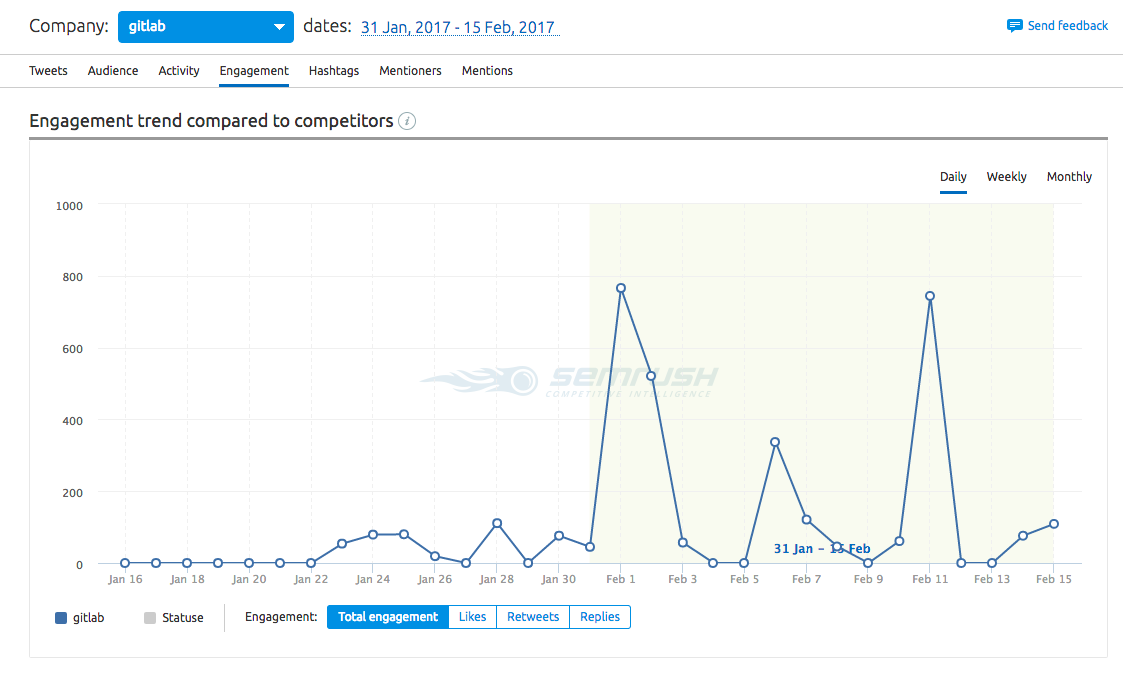 Company: gitlab dates: 31 Jan, 2017 - 15 Feb, 2017 Send feedback
Tweets Audience Activity Engagement Hashtags Mentioners Mentions
Engagement trend compared to competitors i
Daily Weekly Monthly
1000
800
600
semrush
COMPETITIVE INTELLIGENCE
400
200
31 Jan – 15 Feb
0
Jan 16 Jan 18 Jan 20 Jan 22 Jan 24 Jan 26 Jan 28 Jan 30 Feb 1 Feb 3 Feb 5 Feb 7 Feb 9 Feb 11 Feb 13 Feb 15
gitlab Statuse Engagement: Total engagement Likes Retweets Replies